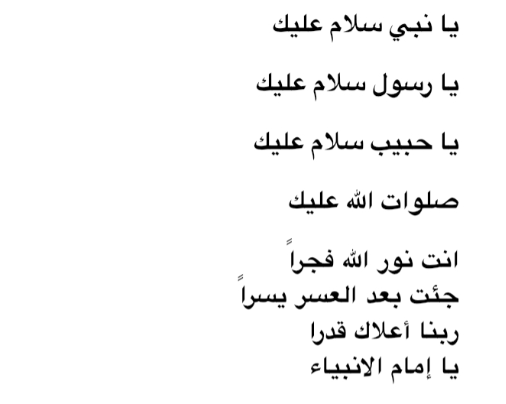 يا نبي سلام عليك
يا رسول سلام عليك
يا حبيب سلام عليك
صلوات الله عليك
انت نور الله فجراً
جئت بعد العسر يسراً
ربنا أعلاك قدرا
يا إمام الانبياء